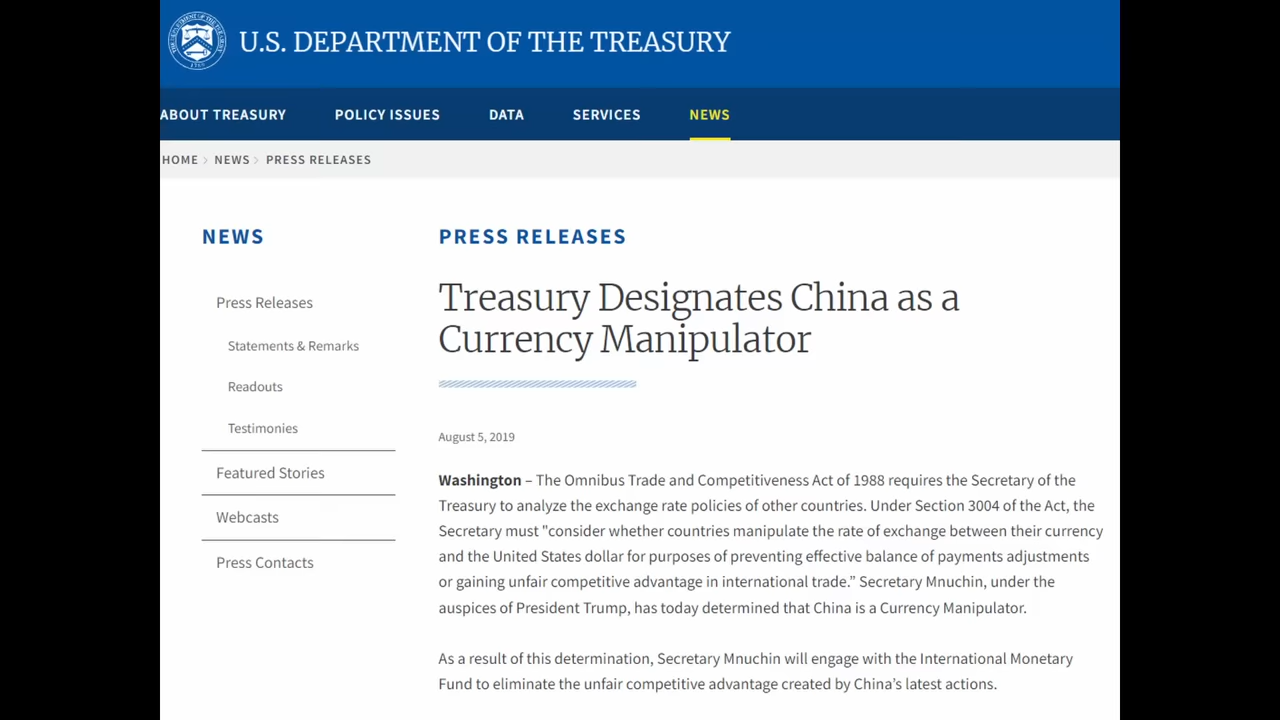 U.S. DEPARTMENT OF THE TREASURY
ABOUT TREASURY
POLICY ISSUES
DATA
SERVICES
NEWS
HOME > NEWS > PRESS RELEASES
NEWS
Press Releases
Statements & Remarks
Readouts
Testimonies
Featured Stories
Webcasts
Press Contacts
PRESS RELEASES
Treasury Designates China as a
Currency Manipulator
August 5, 2019
Washington – The Omnibus Trade and Competitiveness Act of 1988 requires the Secretary of the
Treasury to analyze the exchange rate policies of other countries. Under Section 3004 of the Act, the
Secretary must "consider whether countries manipulate the rate of exchange between their currency
and the United States dollar for purposes of preventing effective balance of payments adjustments
or gaining unfair competitive advantage in international trade.” Secretary Mnuchin, under the
auspices of President Trump, has today determined that China is a Currency Manipulator.
As a result of this determination, Secretary Mnuchin will engage with the International Monetary
Fund to eliminate the unfair competitive advantage created by China’s latest actions.